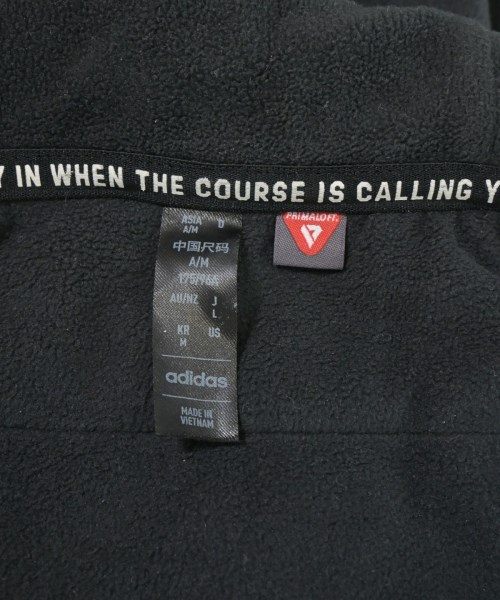 Y IN WHEN THE COURSE IS CALLING Y
ASIA D
A/M
中国尺码
A/M
175/96A
AU/NZ J
L
KR US
M
adidas
MADE IN
VIETNAM
PRIMALOFT